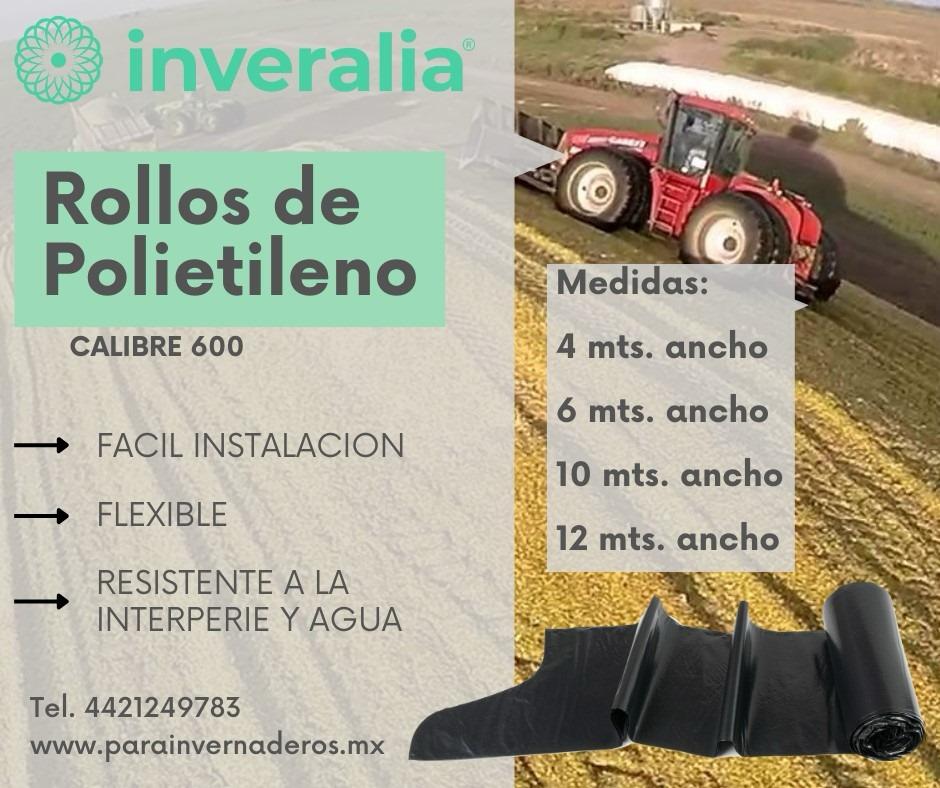 inveralia®
Rollos de
Polietileno
CALIBRE 600
FACIL INSTALACION
FLEXIBLE
RESISTENTE A LA
INTERPERIE Y AGUA
Tel. 4421249783
www.parainvernaderos.mx
Medidas:
4 mts. ancho
6 mts. ancho
10 mts. ancho
12 mts. ancho